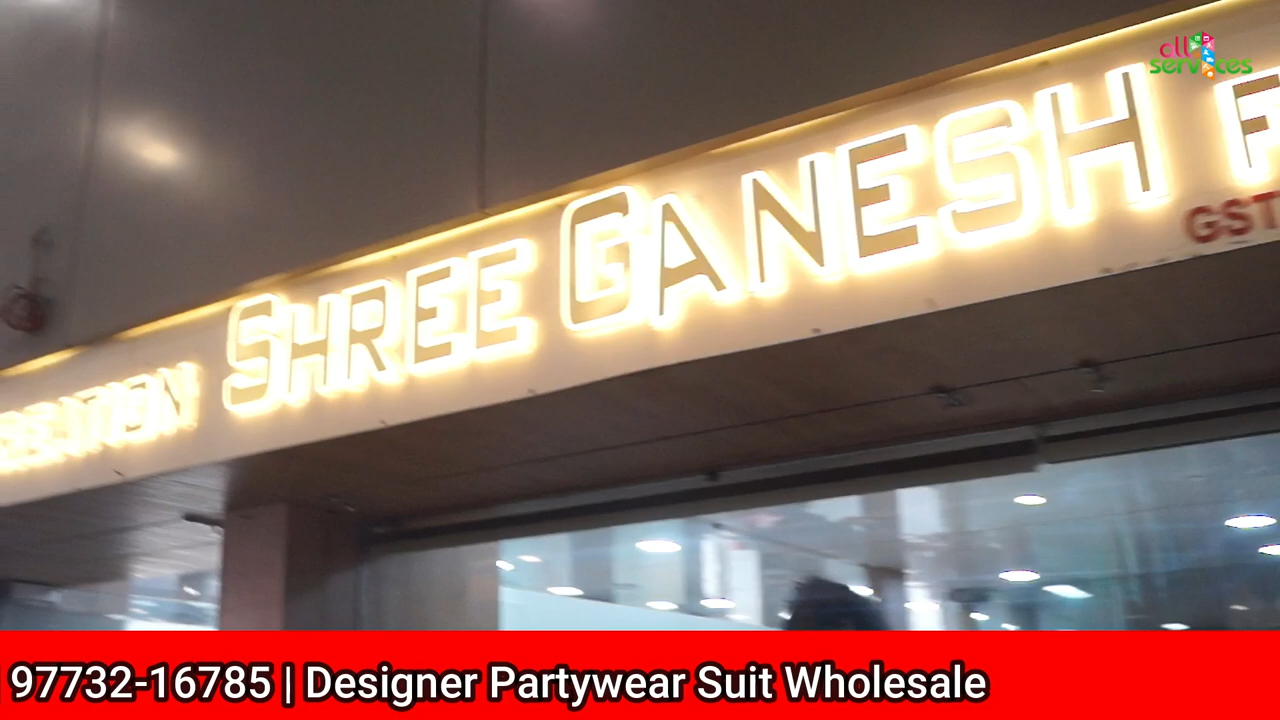 all
services
SHREE GANESH F
GST
97732-16785 | Designer Partywear Suit Wholesale